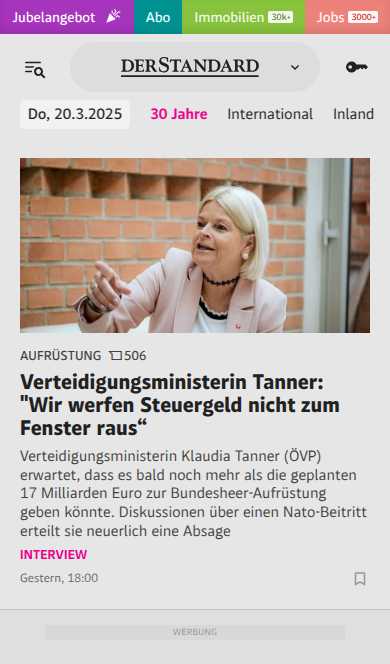 Jubelangebot Abo Immobilien 30k+ Jobs 3000+
DERSTANDARD
Do, 20.3.2025 30 Jahre International Inland
AUFRÜSTUNG 506
Verteidigungsministerin Tanner:
"Wir werfen Steuergeld nicht zum
Fenster raus“
Verteidigungsministerin Klaudia Tanner (ÖVP)
erwartet, dass es bald noch mehr als die geplanten
17 Milliarden Euro zur Bundesheer-Aufrüstung
geben könnte. Diskussionen über einen Nato-Beitritt
erteilt sie neuerlich eine Absage
INTERVIEW
Gestern, 18:00
WERBUNG